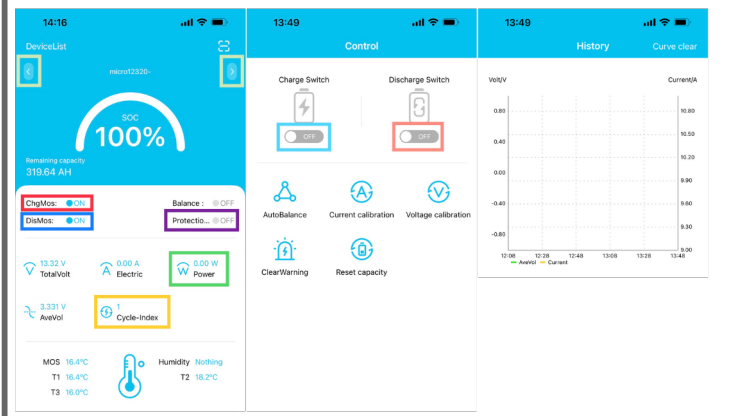 14:16
DeviceList
micro12320-
SOC
100%
Remaining capacity
319.64 AH
ChgMos: ON
Balance : OFF
DisMos: ON
Protectio... OFF
13.32 V
TotalVolt
0.00 A
Electric
0.00 W
Power
3.331 V
AveVol
1
Cycle-Index
MOS 16.4°C
Humidity Nothing
T1 16.4°C
T2 18.2°C
T3 16.0°C
13:49
Control
Charge Switch
Discharge Switch
OFF
OFF
AutoBalance
Current calibration
Voltage calibration
ClearWarning
Reset capacity
13:49
History
Curve clear
Volt/V
Current/A
0.80
10.80
10.50
0.40
10.20
0.00
9.90
-0.40
9.60
-0.80
9.30
9.00
12:08 12:28 12:48 13:08 13:28 13:48
AveVol Current